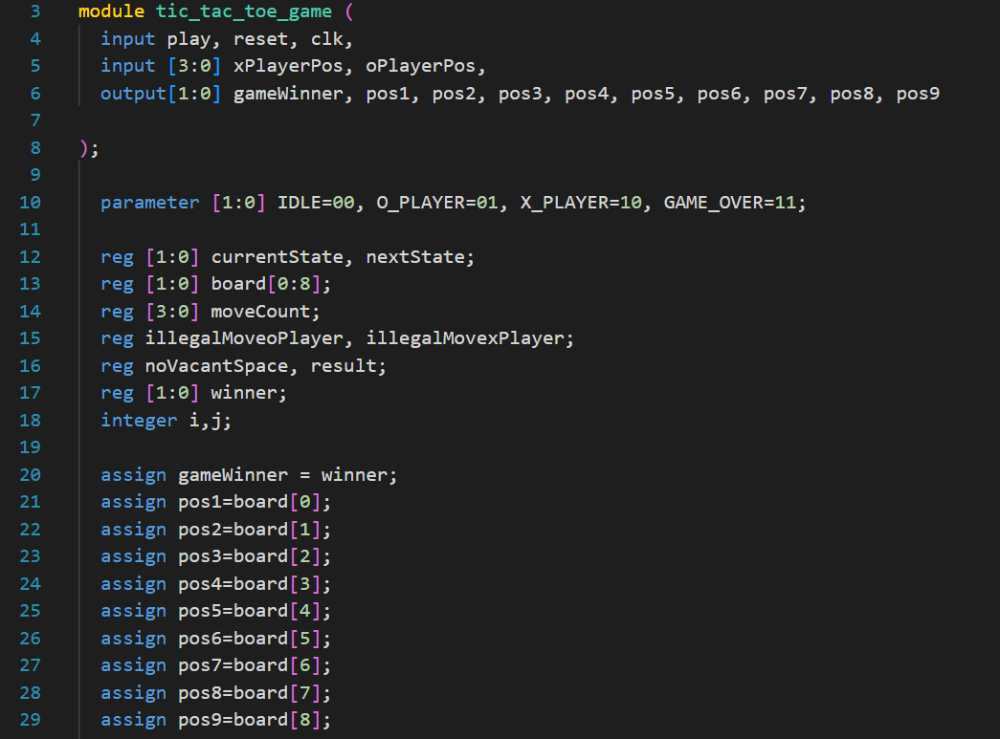 3 module tic_tac_toe_game (
4 input play, reset, clk,
5 input [3:0] xPlayerPos, oPlayerPos,
6 output[1:0] gameWinner, pos1, pos2, pos3, pos4, pos5, pos6, pos7, pos8, pos9
7
8 );
9
10 parameter [1:0] IDLE=00, O_PLAYER=01, X_PLAYER=10, GAME_OVER=11;
11
12 reg [1:0] currentState, nextState;
13 reg [1:0] board[0:8];
14 reg [3:0] moveCount;
15 reg illegalMoveoPlayer, illegalMovexPlayer;
16 reg noVacantSpace, result;
17 reg [1:0] winner;
18 integer i,j;
19
20 assign gameWinner = winner;
21 assign pos1=board[0];
22 assign pos2=board[1];
23 assign pos3=board[2];
24 assign pos4=board[3];
25 assign pos5=board[4];
26 assign pos6=board[5];
27 assign pos7=board[6];
28 assign pos8=board[7];
29 assign pos9=board[8];